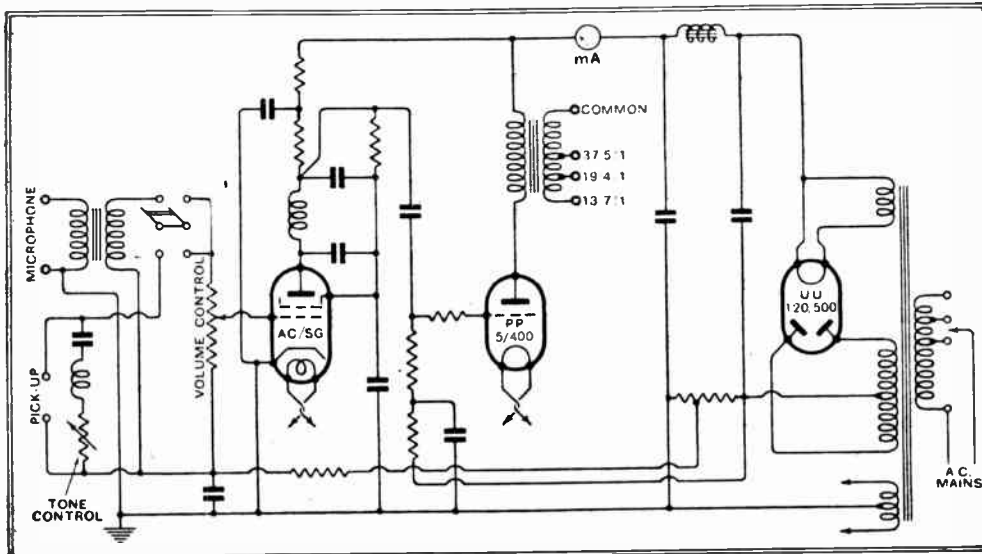 mA
COMMON
37.5:1
19.4:1
13.7:1
MICROPHONE
VOLUME CONTROL
AC/SG
PP
5/400
UU
120,500
PICK-UP
TONE
CONTROL
A.C.
MAINS